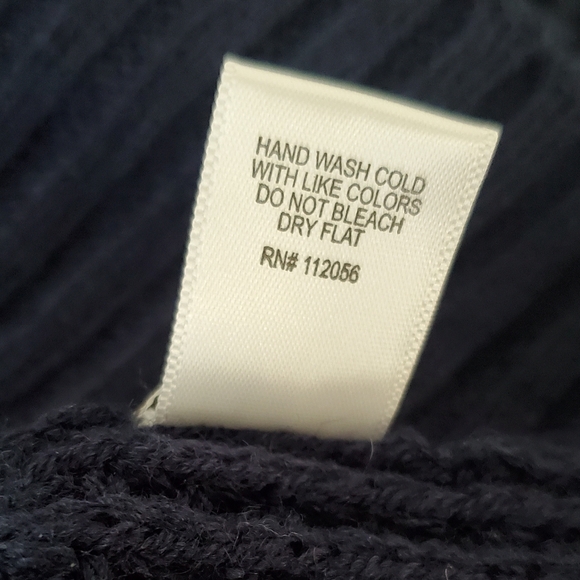 HAND WASH COLD
WITH LIKE COLORS
DO NOT BLEACH
DRY FLAT
RN# 112056